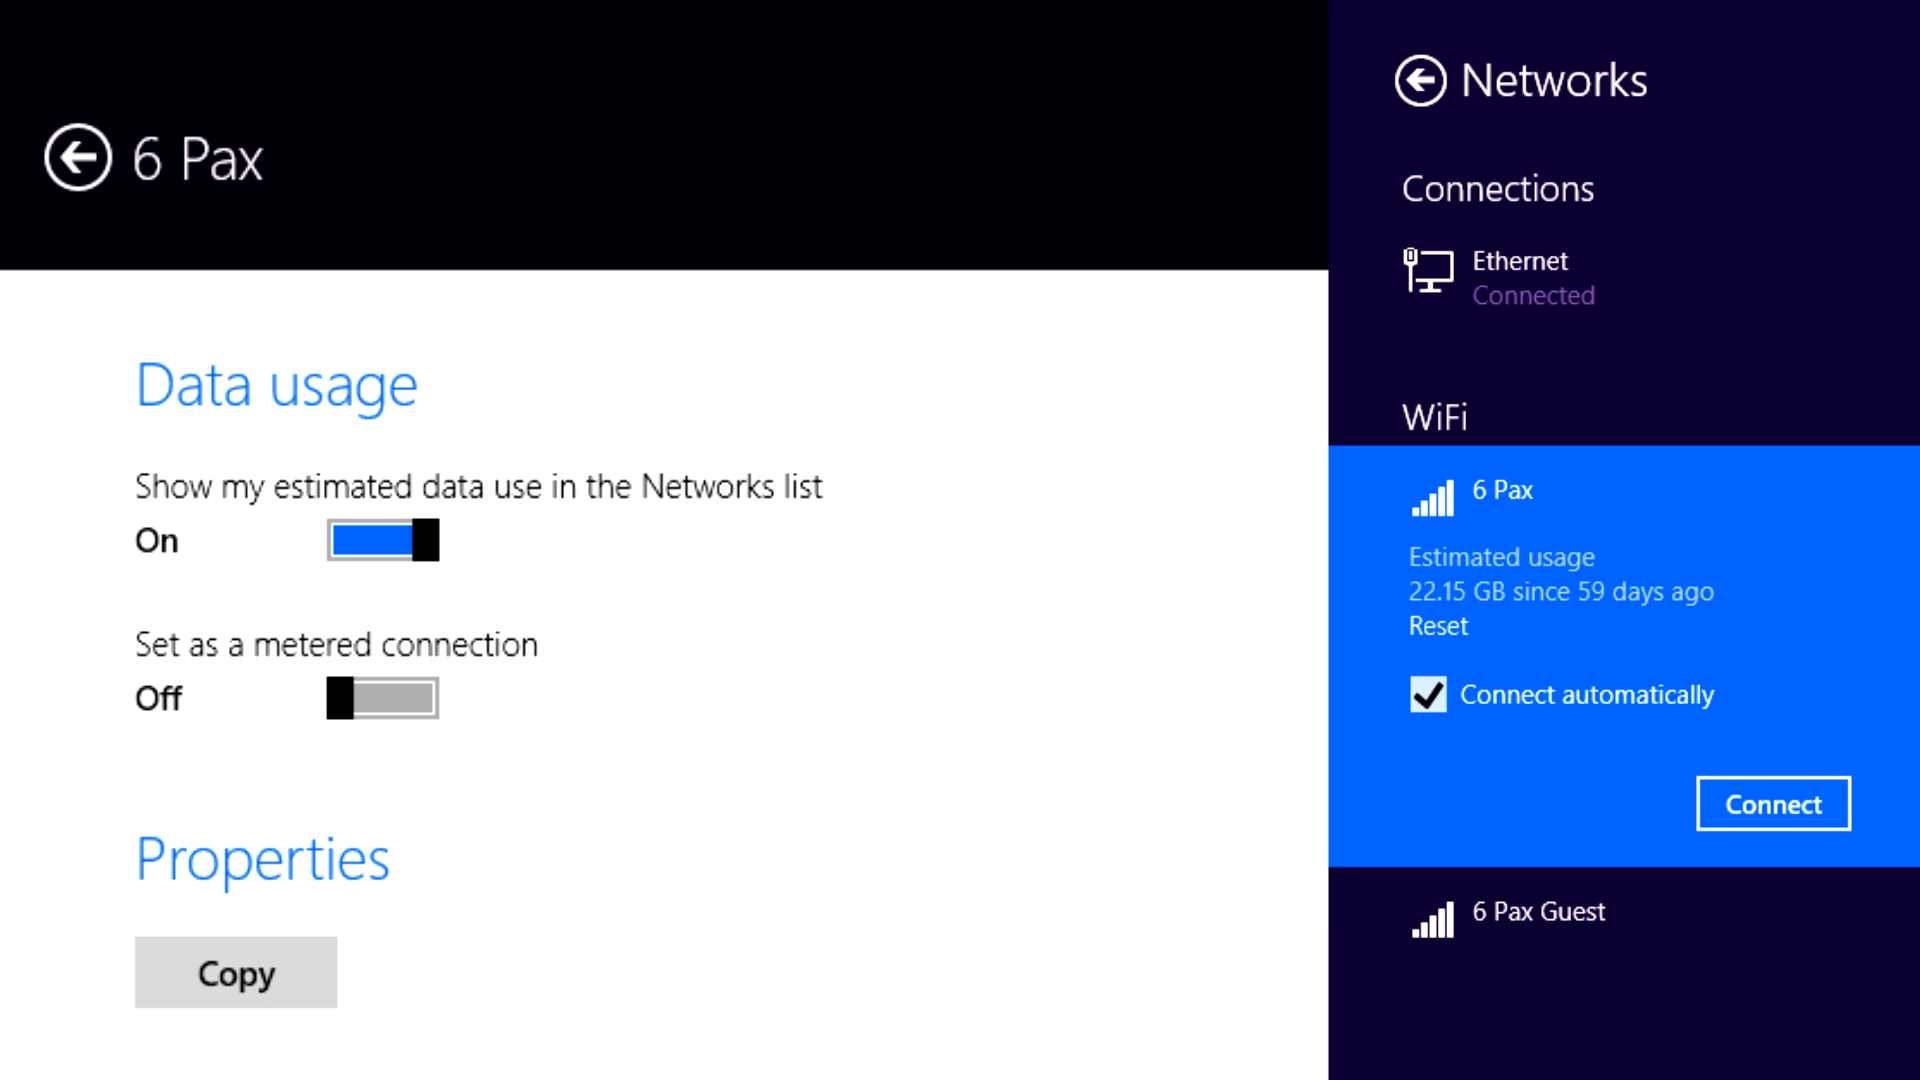 6 Pax
Data usage
Show my estimated data use in the Networks list
On
Set as a metered connection
Off
Properties
Copy
Networks
Connections
Ethernet
Connected
WiFi
6 Pax
Estimated usage
22.15 GB since 59 days ago
Reset
Connect automatically
Connect
6 Pax Guest